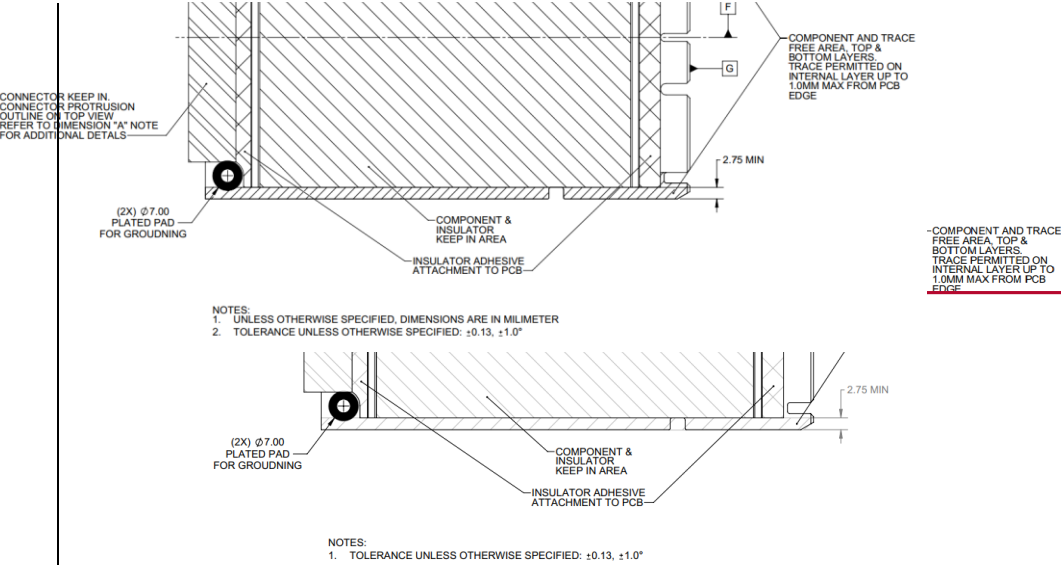 F
COMPONENT AND TRACE
FREE AREA, TOP &
BOTTOM LAYERS.
TRACE PERMITTED ON
INTERNAL LAYER UP TO
1.0MM MAX FROM PCB
EDGE
G
CONNECTOR KEEP IN.
CONNECTOR PROTRUSION
OUTLINE ON TOP VIEW
REFER TO DIMENSION "A" NOTE
FOR ADDITIONAL DETALS
2.75 MIN
(2X) Ø7.00
PLATED PAD
FOR GROUDNING
COMPONENT &
INSULATOR
KEEP IN AREA
INSULATOR ADHESIVE
ATTACHMENT TO PCB
COMPONENT AND TRACE
FREE AREA, TOP &
BOTTOM LAYERS.
TRACE PERMITTED ON
INTERNAL LAYER UP TO
1.0MM MAX FROM PCB
EDGE
NOTES:
1. UNLESS OTHERWISE SPECIFIED, DIMENSIONS ARE IN MILIMETER
2. TOLERANCE UNLESS OTHERWISE SPECIFIED: ±0.13, ±1.0°
2.75 MIN
(2X) Ø7.00
PLATED PAD
FOR GROUDNING
COMPONENT &
INSULATOR
KEEP IN AREA
INSULATOR ADHESIVE
ATTACHMENT TO PCB
NOTES:
1. TOLERANCE UNLESS OTHERWISE SPECIFIED: ±0.13, ±1.0°